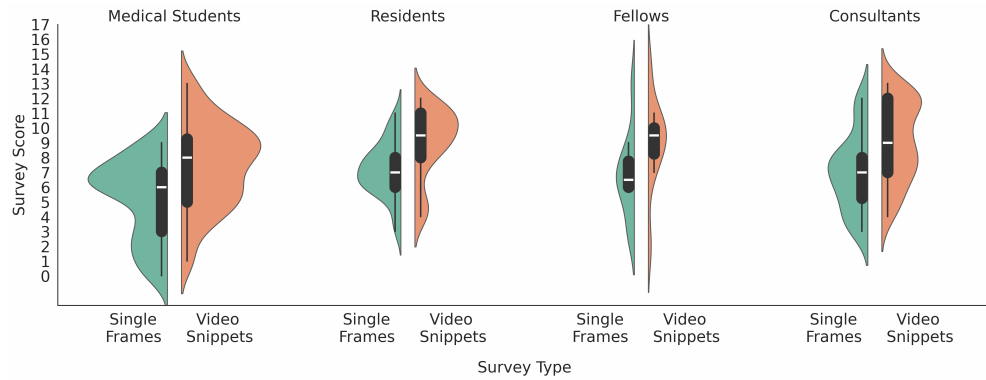 Medical Students
Residents
Fellows
Consultants
17
16
15
14
13
12
11
10
9
8
7
6
5
4
3
2
1
0
Survey Score
Single Frames
Video Snippets
Single Frames
Video Snippets
Single Frames
Video Snippets
Single Frames
Video Snippets
Survey Type